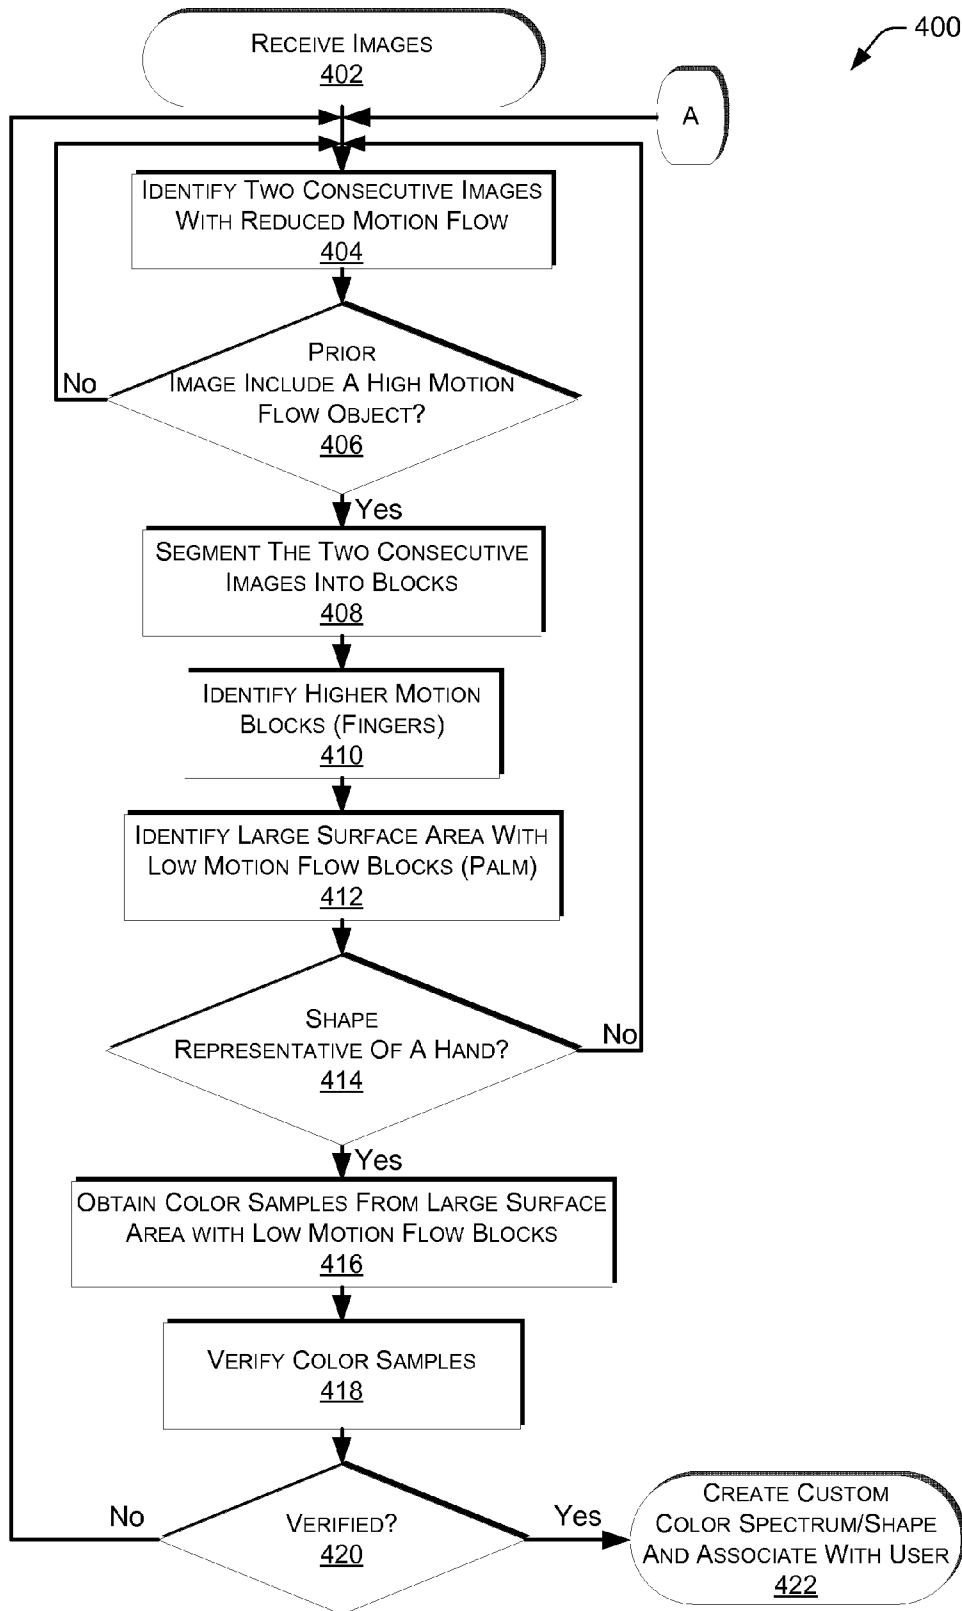 400
RECEIVE IMAGES
402
A
IDENTIFY TWO CONSECUTIVE IMAGES
WITH REDUCED MOTION FLOW
404
PRIOR
IMAGE INCLUDE A HIGH MOTION
FLOW OBJECT?
406
No
Yes
SEGMENT THE TWO CONSECUTIVE
IMAGES INTO BLOCKS
408
IDENTIFY HIGHER MOTION
BLOCKS (FINGERS)
410
IDENTIFY LARGE SURFACE AREA WITH
LOW MOTION FLOW BLOCKS (PALM)
412
SHAPE
REPRESENTATIVE OF A HAND?
414
No
Yes
OBTAIN COLOR SAMPLES FROM LARGE SURFACE
AREA WITH LOW MOTION FLOW BLOCKS
416
VERIFY COLOR SAMPLES
418
VERIFIED?
420
No
Yes
CREATE CUSTOM
COLOR SPECTRUM/SHAPE
AND ASSOCIATE WITH USER
422